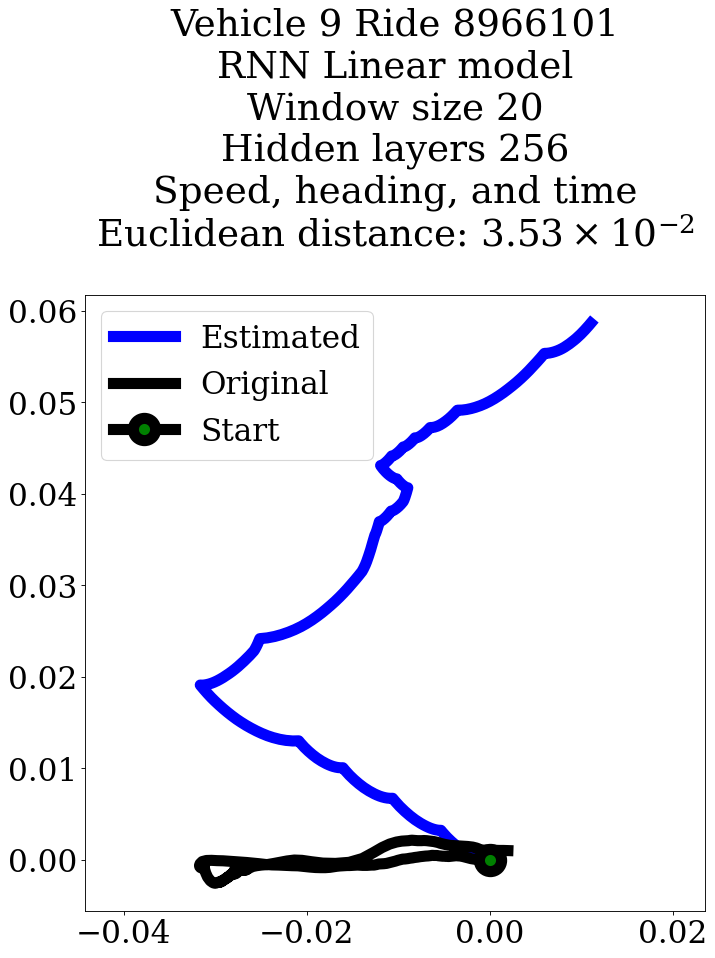 Vehicle 9 Ride 8966101
RNN Linear model
Window size 20
Hidden layers 256
Speed, heading, and time
Euclidean distance: 3.53 × 10⁻²
0.06
Estimated
0.05
Original
Start
0.04
0.03
0.02
0.01
0.00
−0.04 −0.02 0.00 0.02